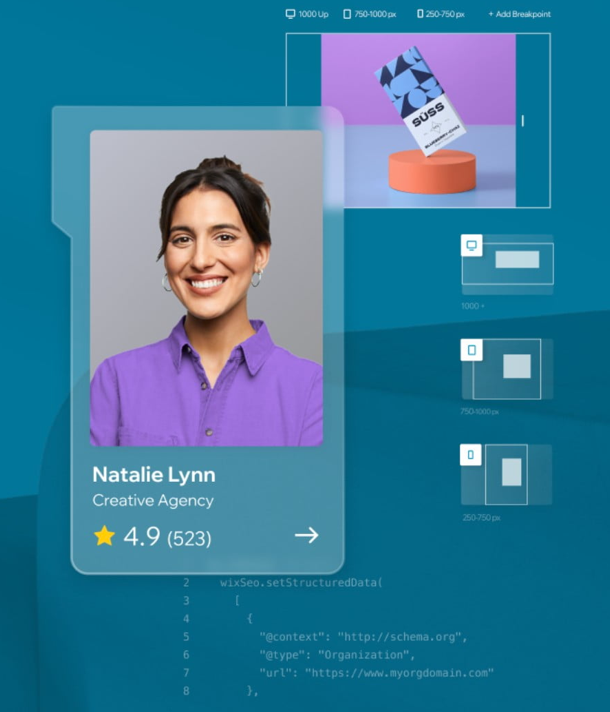 1000 Up 750-1000 px 250-750 px + Add Breakpoint
SÜSS
BLUEBERRY-CHIAI
1000 +
750-1000 px
250-750 px
Natalie Lynn
Creative Agency
4.9 (523)
2 wixSeo.setStructuredData(
3 [
4 {
5 "@context": "http://schema.org",
6 "@type": "Organization",
7 "url": "https://www.myorgdomain.com"
8 },